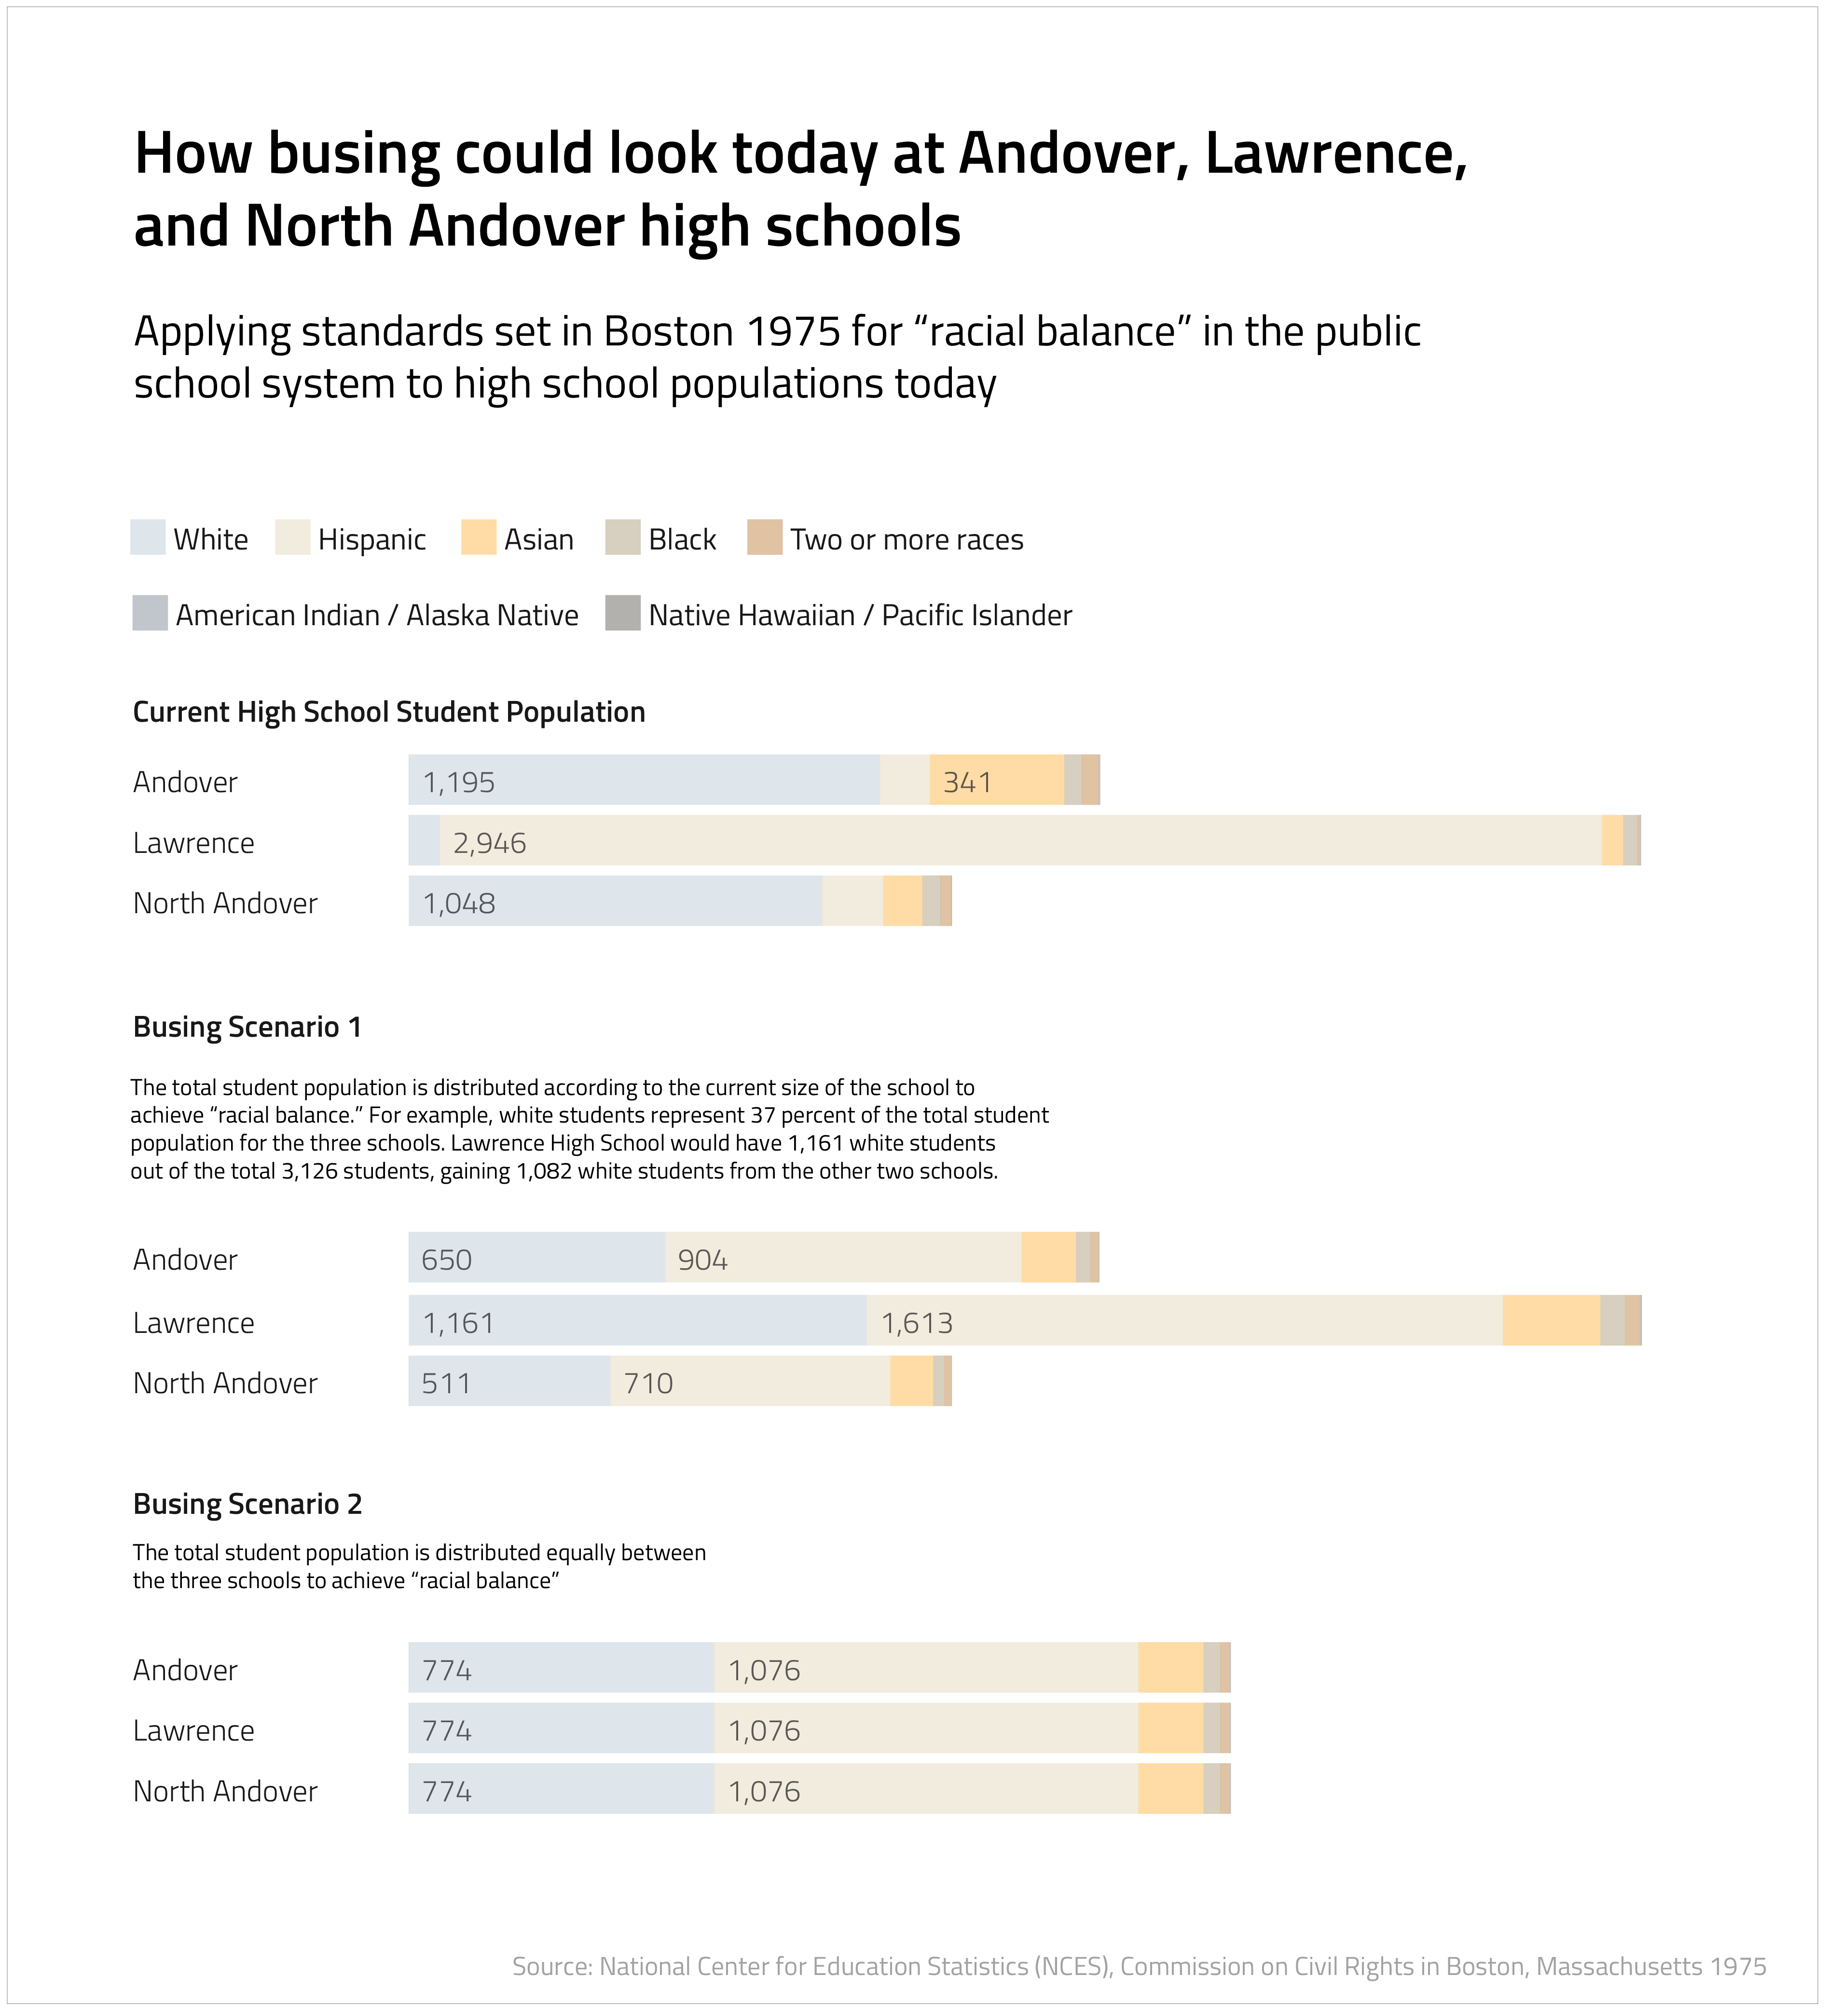 How busing could look today at Andover, Lawrence,
and North Andover high schools
Applying standards set in Boston 1975 for “racial balance” in the public
school system to high school populations today
White Hispanic Asian Black Two or more races
American Indian / Alaska Native Native Hawaiian / Pacific Islander
Current High School Student Population
Andover 1,195 341
Lawrence 2,946
North Andover 1,048
Busing Scenario 1
The total student population is distributed according to the current size of the school to
achieve “racial balance.” For example, white students represent 37 percent of the total student
population for the three schools. Lawrence High School would have 1,161 white students
out of the total 3,126 students, gaining 1,082 white students from the other two schools.
Andover 650 904
Lawrence 1,161 1,613
North Andover 511 710
Busing Scenario 2
The total student population is distributed equally between
the three schools to achieve “racial balance”
Andover 774 1,076
Lawrence 774 1,076
North Andover 774 1,076
Source: National Center for Education Statistics (NCES), Commission on Civil Rights in Boston, Massachusetts 1975